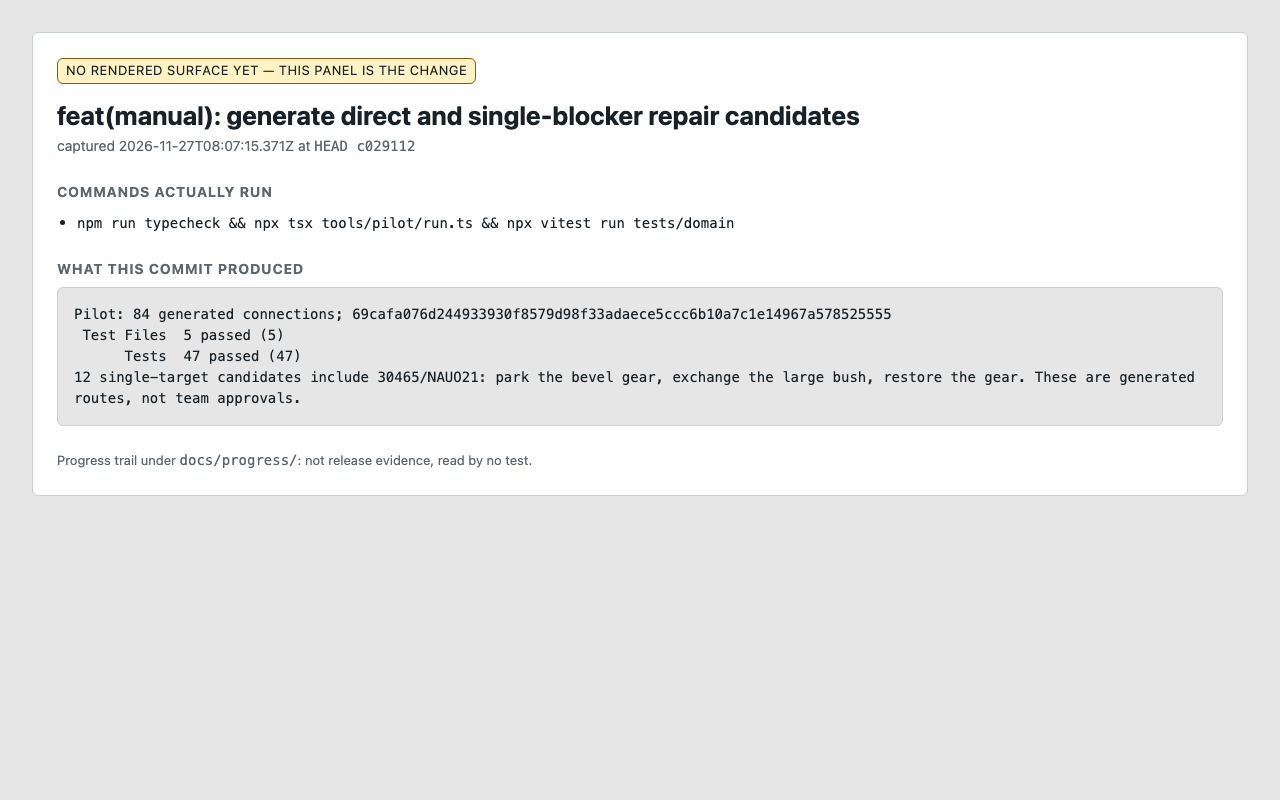 NO RENDERED SURFACE YET — THIS PANEL IS THE CHANGE
feat(manual): generate direct and single-blocker repair candidates
captured 2026-11-27T08:07:15.371Z at HEAD c029112
COMMANDS ACTUALLY RUN
• npm run typecheck && npx tsx tools/pilot/run.ts && npx vitest run tests/domain
WHAT THIS COMMIT PRODUCED
Pilot: 84 generated connections; 69cafa076d244933930f8579d98f33adaece5ccc6b10a7c1e14967a578525555
Test Files  5 passed (5)
Tests  47 passed (47)
12 single-target candidates include 30465/NAUO21: park the bevel gear, exchange the large bush, restore the gear. These are generated
routes, not team approvals.
Progress trail under docs/progress/: not release evidence, read by no test.